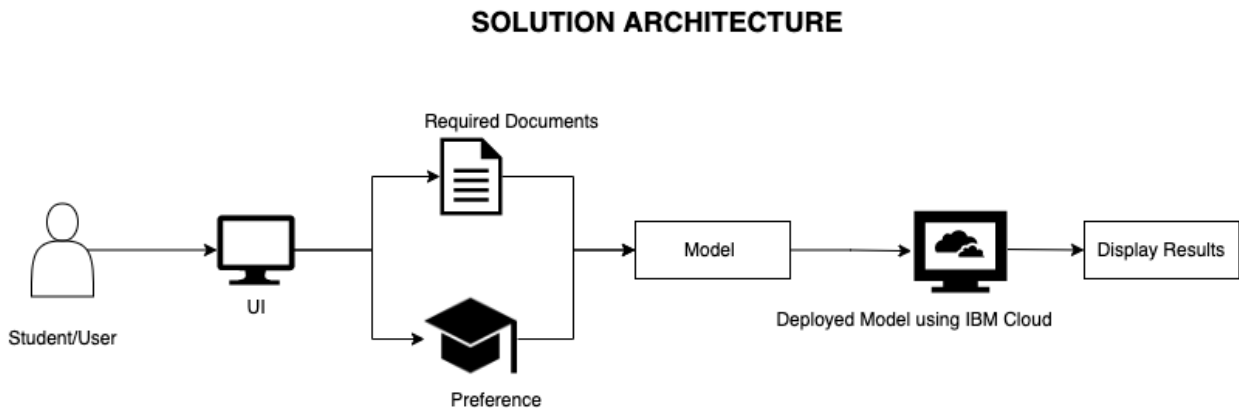 SOLUTION ARCHITECTURE
Required Documents
Model
Display Results
UI
Deployed Model using IBM Cloud
Student/User
Preference